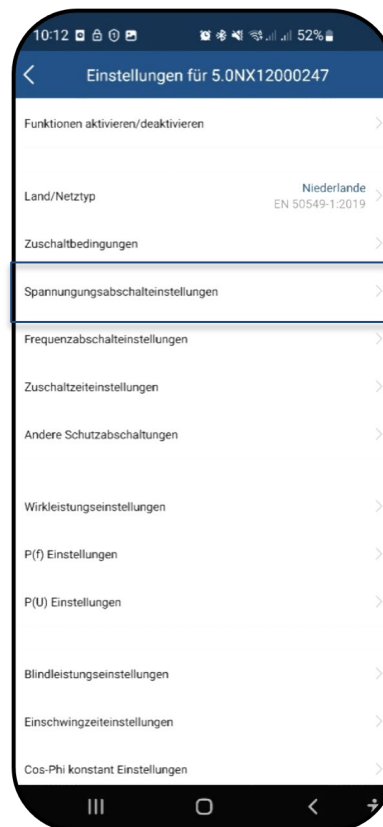 10:12 52%
Einstellungen für 5.0NX12000247
Funktionen aktivieren/deaktivieren
Land/Netztyp Niederlande
EN 50549-1:2019
Zuschaltbedingungen
Spannungungsabschalteinstellungen
Frequenzabschalteinstellungen
Zuschaltzeiteinstellungen
Andere Schutzabschaltungen
Wirkleistungseinstellungen
P(f) Einstellungen
P(U) Einstellungen
Blindleistungseinstellungen
Einschwingzeiteinstellungen
Cos-Phi konstant Einstellungen